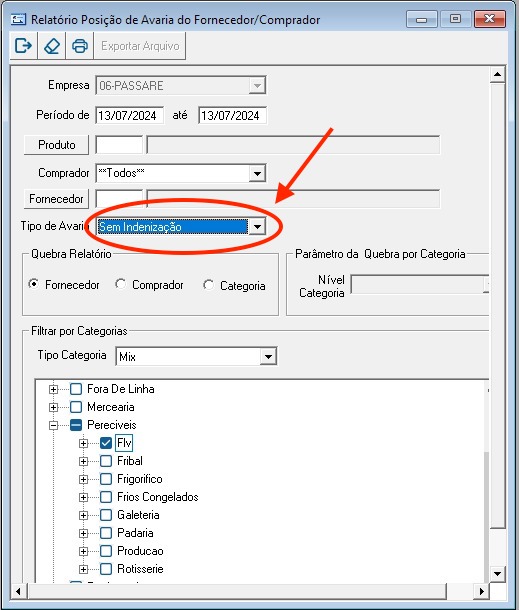 Relatório Posição de Avaria do Fornecedor/Comprador
Exportar Arquivo
Empresa 06-PASSARE
Período de 13/07/2024 até 13/07/2024
Produto
Comprador **Todos**
Fornecedor
Tipo de Avaria Sem Indenização
Quebra Relatório
Fornecedor Comprador Categoria
Parâmetro da Quebra por Categoria
Nível
Categoria
Filtrar por Categorias
Tipo Categoria Mix
Fora De Linha
Mercearia
Pereciveis
Flv
Fribal
Frigorifico
Frios Congelados
Galeteria
Padaria
Producao
Rotisserie